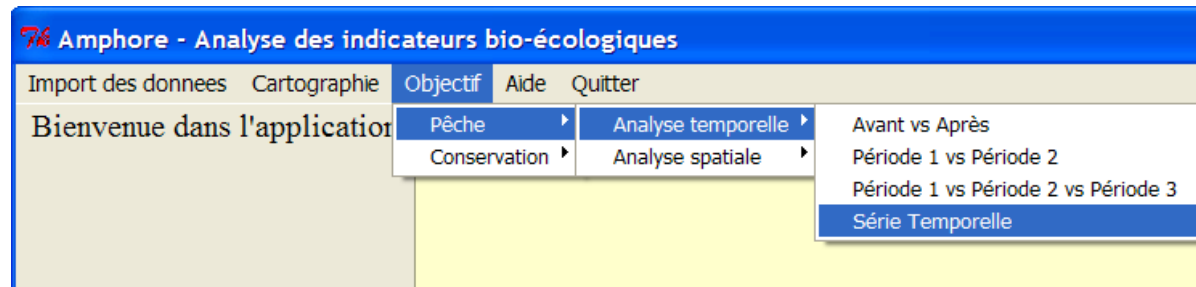 Amphore - Analyse des indicateurs bio-écologiques
Import des donnees Cartographie Objectif Aide Quitter
Bienvenue dans l'application
Pêche
Conservation
Analyse temporelle
Analyse spatiale
Avant vs Après
Période 1 vs Période 2
Période 1 vs Période 2 vs Période 3
Série Temporelle